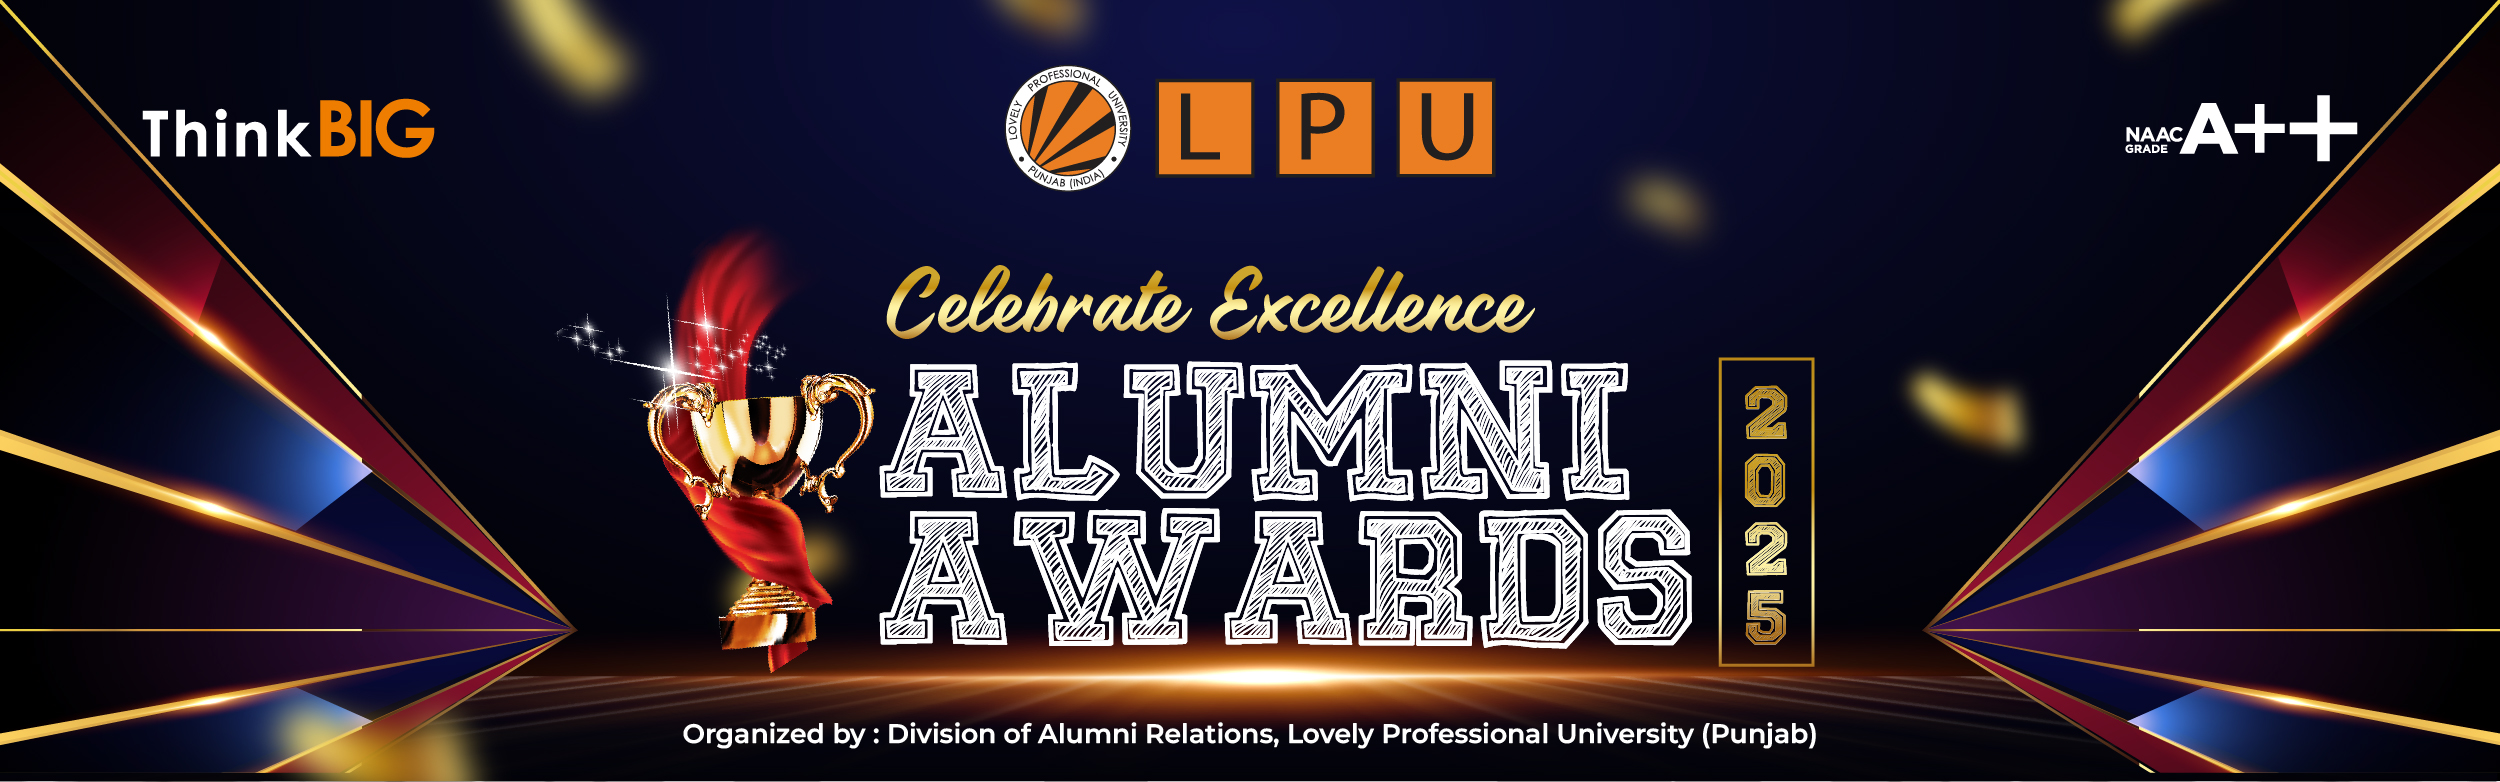 ThinkBIG
LOVELY PROFESSIONAL UNIVERSITY
PUNJAB (INDIA)
L P U
NAAC
GRADE A++
Celebrate Excellence
ALUMNI
AWARDS
2025
Organized by : Division of Alumni Relations, Lovely Professional University (Punjab)